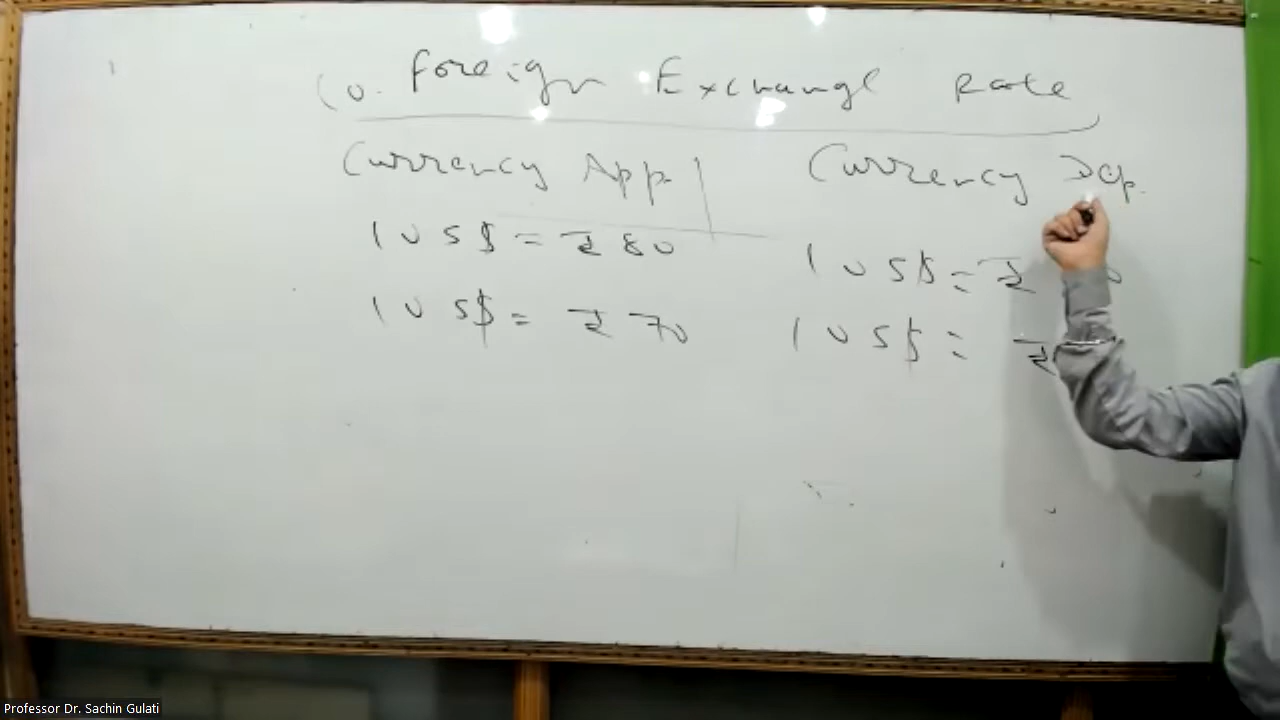 (v. Foreign Exchange Rate
Currency App.
1 US $ = ₹ 80
1 US $ = ₹ 70
Currency Dep.
1 US $ = ₹
1 US $ = ₹
Professor Dr. Sachin Gulati